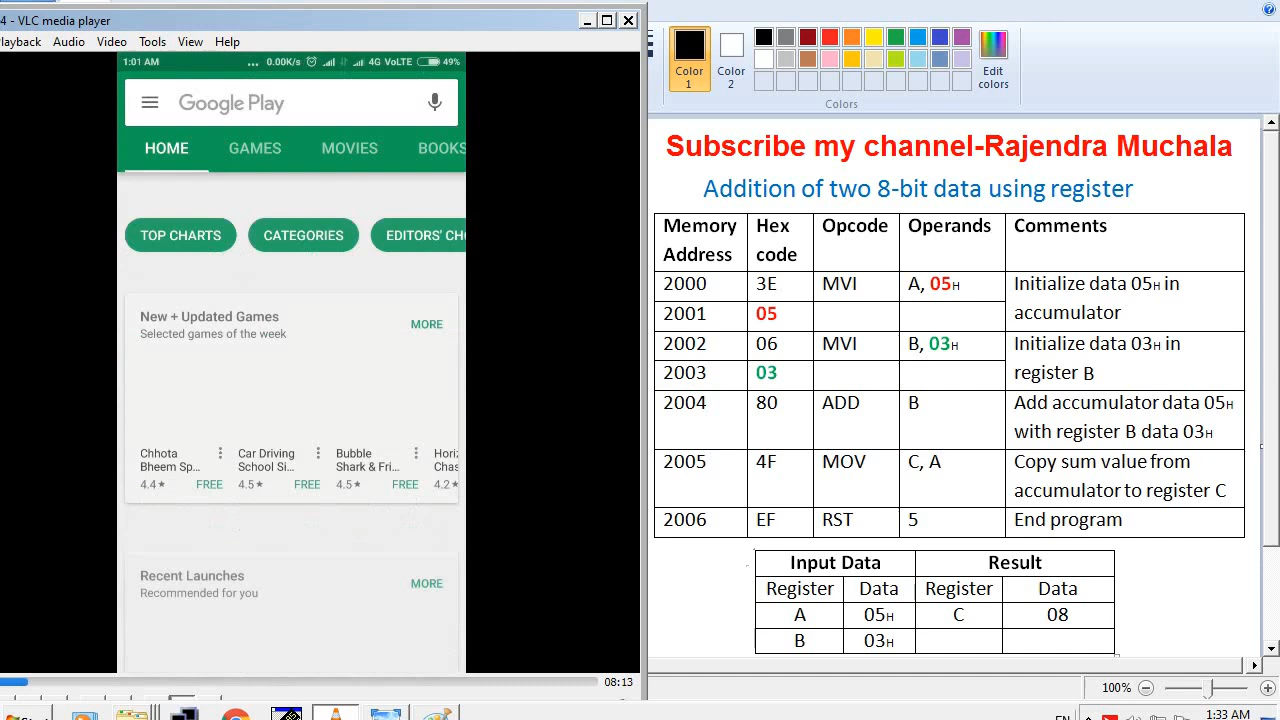 4 - VLC media player
layback Audio Video Tools View Help
1:01 AM ... 0.00K/s 4G VoLTE 49%
Google Play
HOME GAMES MOVIES BOOKS
TOP CHARTS CATEGORIES EDITORS' CHO
New + Updated Games
Selected games of the week
MORE
Chhota Car Driving Bubble Horiz
Bheem Sp... School Si... Shark & Fri... Chas
4.4★ FREE 4.5★ FREE 4.5★ FREE 4.2★
Recent Launches
Recommended for you
MORE
08:13
Color 1
Color 2
Edit colors
Colors
Subscribe my channel-Rajendra Muchala
Addition of two 8-bit data using register
Memory Address Hex code Opcode Operands Comments
2000 3E MVI A, 05H Initialize data 05H in
2001 05 accumulator
2002 06 MVI B, 03H Initialize data 03H in
2003 03 register B
2004 80 ADD B Add accumulator data 05H
with register B data 03H
2005 4F MOV C, A Copy sum value from
accumulator to register C
2006 EF RST 5 End program
Input Data Result
Register Data Register Data
A 05H C 08
B 03H
100%
EN 1:33 AM